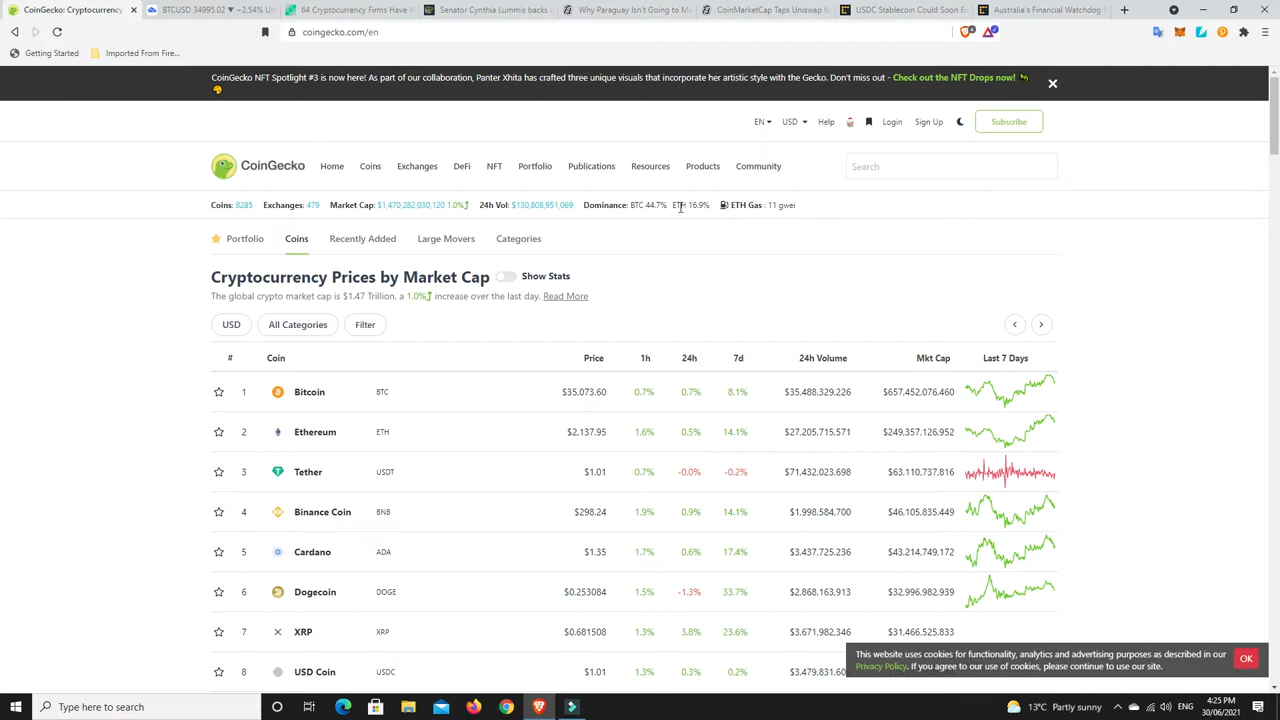 CoinGecko: Cryptocurrency
BTCUSD 34995.02 ▼ −2.54% Un
64 Cryptocurrency Firms Have
Senator Cynthia Lummis backs
Why Paraguay Isn't Going to M
CoinMarketCap Taps Uniswap fo
USDC Stablecoin Could Soon E
Australia's Financial Watchdog S
coingecko.com/en
Getting Started
Imported From Fire...
CoinGecko NFT Spotlight #3 is now here! As part of our collaboration, Panter Xhita has crafted three unique visuals that incorporate her artistic style with the Gecko. Don't miss out - Check out the NFT Drops now!
EN USD Help Login Sign Up Subscribe
CoinGecko Home Coins Exchanges DeFi NFT Portfolio Publications Resources Products Community Search
Coins: 8285 Exchanges: 479 Market Cap: $1,470,282,030,120 1.0% 24h Vol: $130,808,951,069 Dominance: BTC 44.7% ETH 16.9% ETH Gas : 11 gwei
Portfolio Coins Recently Added Large Movers Categories
Cryptocurrency Prices by Market Cap Show Stats
The global crypto market cap is $1.47 Trillion, a 1.0% increase over the last day. Read More
USD All Categories Filter
# Coin Price 1h 24h 7d 24h Volume Mkt Cap Last 7 Days
1 Bitcoin BTC $35,073.60 0.7% 0.7% 8.1% $35,488,329,226 $657,452,076,460
2 Ethereum ETH $2,137.95 1.6% 0.5% 14.1% $27,205,715,571 $249,357,126,952
3 Tether USDT $1.01 0.7% -0.0% -0.2% $71,432,023,698 $63,110,737,816
4 Binance Coin BNB $298.24 1.9% 0.9% 14.1% $1,998,584,700 $46,105,835,449
5 Cardano ADA $1.35 1.7% 0.6% 17.4% $3,437,725,236 $43,214,749,172
6 Dogecoin DOGE $0.253084 1.5% -1.3% 33.7% $2,868,163,913 $32,996,982,939
7 XRP XRP $0.681508 1.3% 3.8% 23.6% $3,671,982,346 $31,466,525,833
8 USD Coin USDC $1.01 1.3% 0.3% 0.2% $3,479,831,60
This website uses cookies for functionality, analytics and advertising purposes as described in our
Privacy Policy. If you agree to our use of cookies, please continue to use our site.
OK
Type here to search
13°C Partly sunny
ENG
4:25 PM
30/06/2021